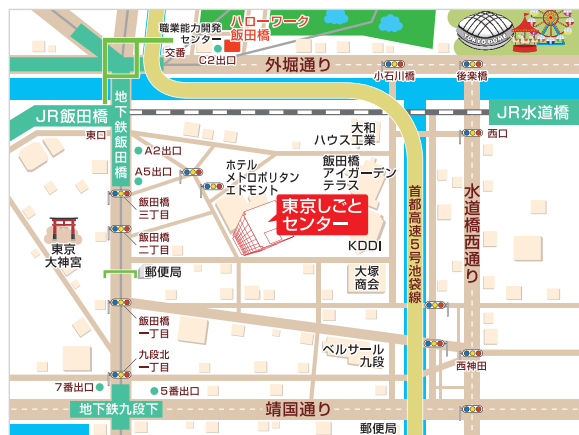 職業能力開発
センター
ハローワーク
飯田橋
交番
C2出口
TOKYO DOME
外堀通り
小石川橋
後楽橋
JR飯田橋
東口
地下鉄飯田橋
JR水道橋
西口
大和
ハウス工業
A2出口
A5出口
ホテル
メトロポリタン
エドモント
飯田橋
アイガーデン
テラス
東京しごと
センター
首都高速5号池袋線
水道橋西通り
飯田橋
三丁目
飯田橋
二丁目
東京
大神宮
KDDI
郵便局
大塚
商会
飯田橋
一丁目
ベルサール
九段
九段北
一丁目
西神田
7番出口
5番出口
地下鉄九段下
靖国通り
郵便局